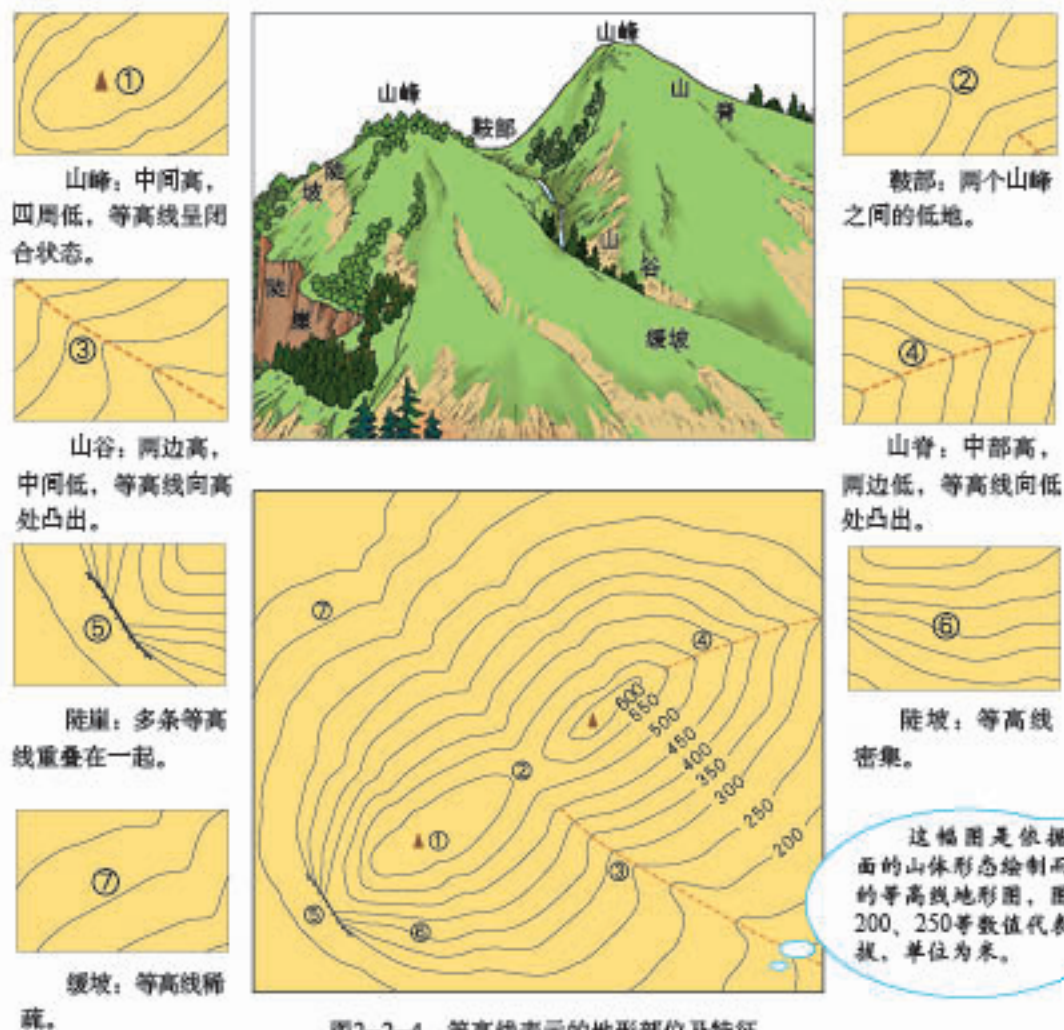 ①
山峰：中间高，
四周低，等高线呈闭
合状态。
山峰
山峰
鞍部
山
脊
陡
坡
陡
崖
山
谷
缓坡
②
鞍部：两个山峰
之间的低地。
③
山谷：两边高，
中间低，等高线向高
处凸出。
④
山脊：中部高，
两边低，等高线向低
处凸出。
⑤
陡崖：多条等高
线重叠在一起。
⑥
陡坡：等高线
密集。
⑦
缓坡：等高线稀
疏。
⑦
④
600
550
500
450
400
350
300
250
200
②
①
③
⑤
⑥
这幅图是依据
面的山体形态绘制而
的等高线地形图，图
200、250等数值代表
拔，单位为米。
图2-2-4 等高线表示的地形部位及特征